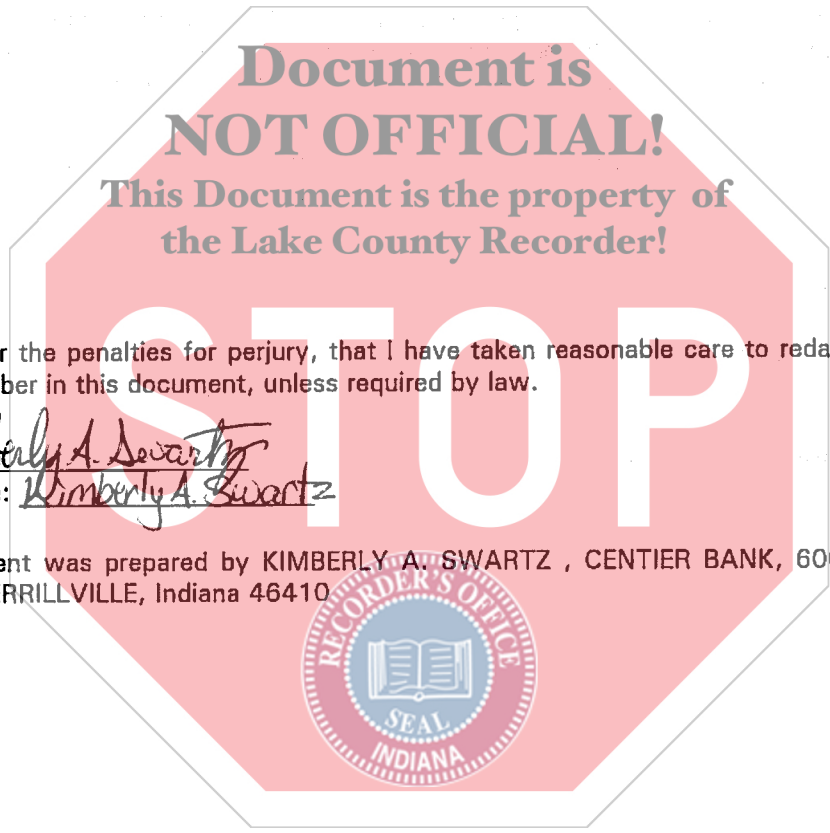 Document is
NOT OFFICIAL!
This Document is the property of
the Lake County Recorder!
STOP
r the penalties for perjury, that I have taken reasonable care to reda
ber in this document, unless required by law.
erly A. Swartz
: Kimberly A. Swartz
ent was prepared by KIMBERLY A. SWARTZ , CENTIER BANK, 60
RRILLVILLE, Indiana 46410
RECORDER'S OFFICE
SEAL
INDIANA